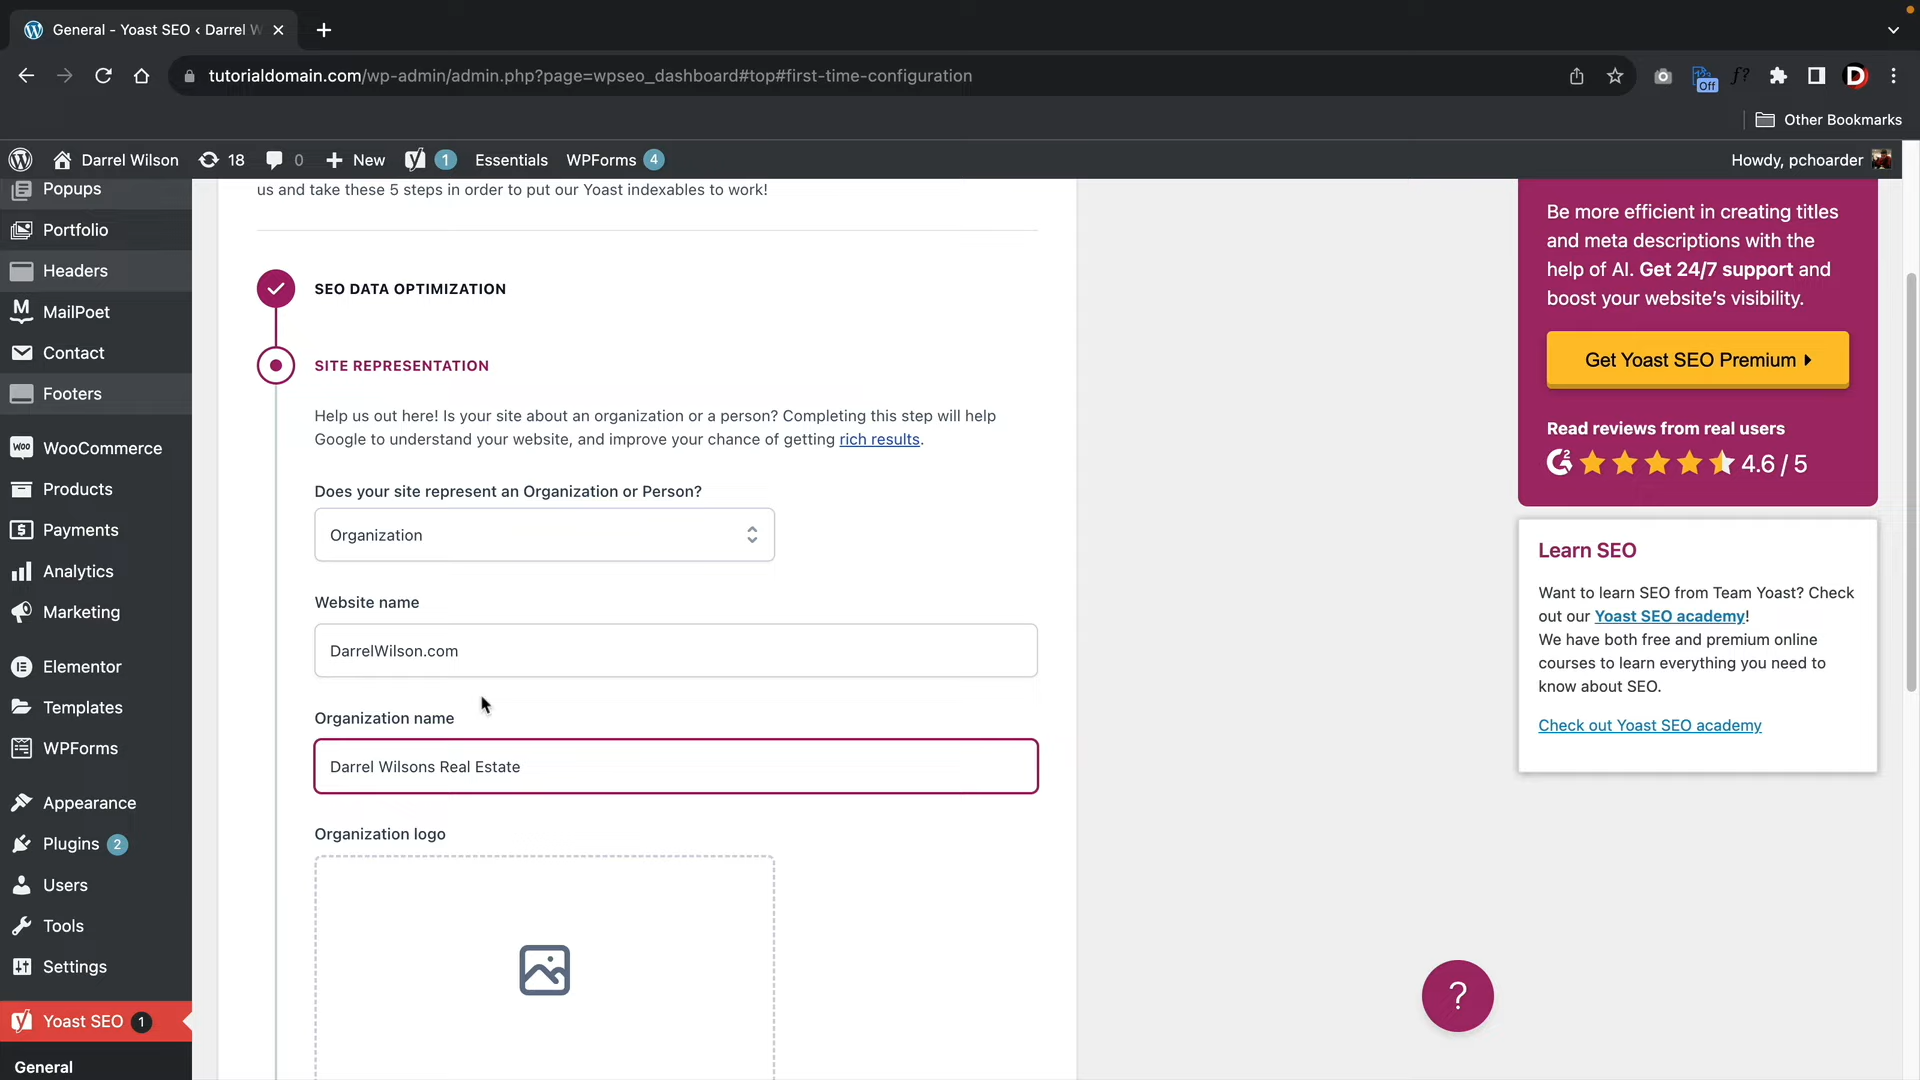 General - Yoast SEO ‹ Darrel W
tutorialdomain.com/wp-admin/admin.php?page=wpseo_dashboard#top#first-time-configuration
Off
f?
D
Other Bookmarks
Darrel Wilson
18
0
New
1
Essentials
WPForms 4
Howdy, pchoarder
Popups
Portfolio
Headers
MailPoet
Contact
Footers
WooCommerce
Products
Payments
Analytics
Marketing
Elementor
Templates
WPForms
Appearance
Plugins 2
Users
Tools
Settings
Yoast SEO 1
General
us and take these 5 steps in order to put our Yoast indexables to work!
SEO DATA OPTIMIZATION
SITE REPRESENTATION
Help us out here! Is your site about an organization or a person? Completing this step will help
Google to understand your website, and improve your chance of getting rich results.
Does your site represent an Organization or Person?
Organization
Website name
DarrelWilson.com
Organization name
Darrel Wilsons Real Estate
Organization logo
Be more efficient in creating titles
and meta descriptions with the
help of AI. Get 24/7 support and
boost your website's visibility.
Get Yoast SEO Premium
Read reviews from real users
4.6 / 5
Learn SEO
Want to learn SEO from Team Yoast? Check
out our Yoast SEO academy!
We have both free and premium online
courses to learn everything you need to
know about SEO.
Check out Yoast SEO academy
?